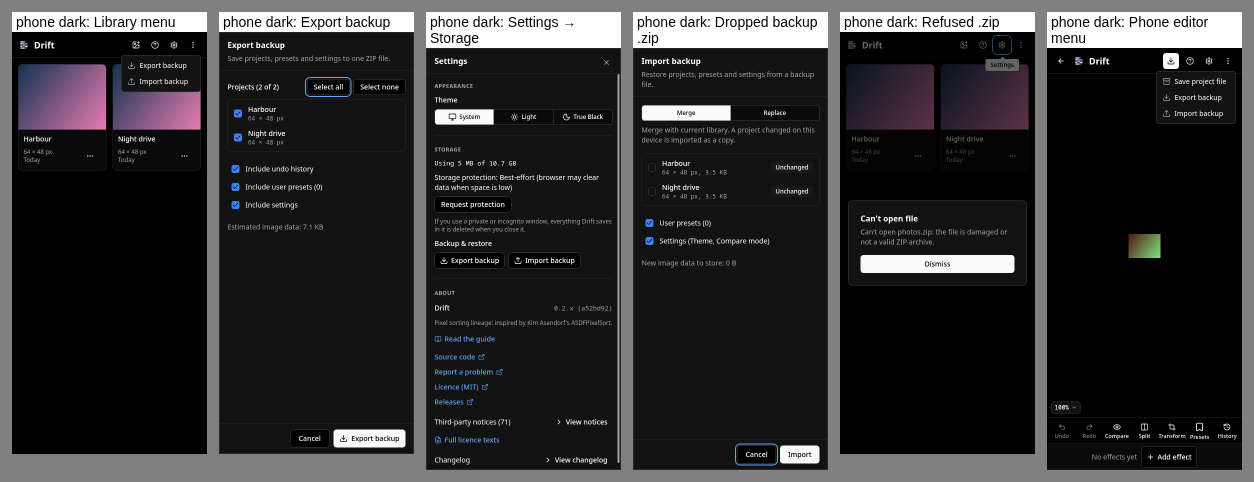 phone dark: Library menu
Drift
Export backup
Import backup
Harbour
64 × 48 px
Today
Night drive
64 × 48 px
Today
phone dark: Export backup
Export backup
Save projects, presets and settings to one ZIP file.
Projects (2 of 2)
Select all
Select none
Harbour
64 × 48 px
Night drive
64 × 48 px
Include undo history
Include user presets (0)
Include settings
Estimated image data: 7.1 KB
Cancel
Export backup
phone dark: Settings →
Storage
Settings
APPEARANCE
Theme
System
Light
True Black
STORAGE
Using 5 MB of 10.7 GB
Storage protection: Best-effort (browser may clear
data when space is low)
Request protection
If you use a private or incognito window, everything Drift saves
in it is deleted when you close it.
Backup & restore
Export backup
Import backup
ABOUT
Drift
0.2.x (a52bd92)
Pixel sorting lineage: inspired by Kim Asendorf's ASDFPixelSort.
Read the guide
Source code
Report a problem
Licence (MIT)
Releases
Third-party notices (71)
View notices
Full licence texts
Changelog
View changelog
phone dark: Dropped backup
.zip
Import backup
Restore projects, presets and settings from a backup
file.
Merge
Replace
Merge with current library. A project changed on this
device is imported as a copy.
Harbour
64 × 48 px, 3.5 KB
Unchanged
Night drive
64 × 48 px, 3.5 KB
Unchanged
User presets (0)
Settings (Theme, Compare mode)
New image data to store: 0 B
Cancel
Import
phone dark: Refused .zip
Drift
Settings
Harbour
64 × 48 px
Today
Night drive
64 × 48 px
Today
Can't open file
Can't open photos.zip: the file is damaged or
not a valid ZIP archive.
Dismiss
phone dark: Phone editor
menu
Drift
Save project file
Export backup
Import backup
100%
Undo
Redo
Compare
Split
Transform
Presets
History
No effects yet
Add effect